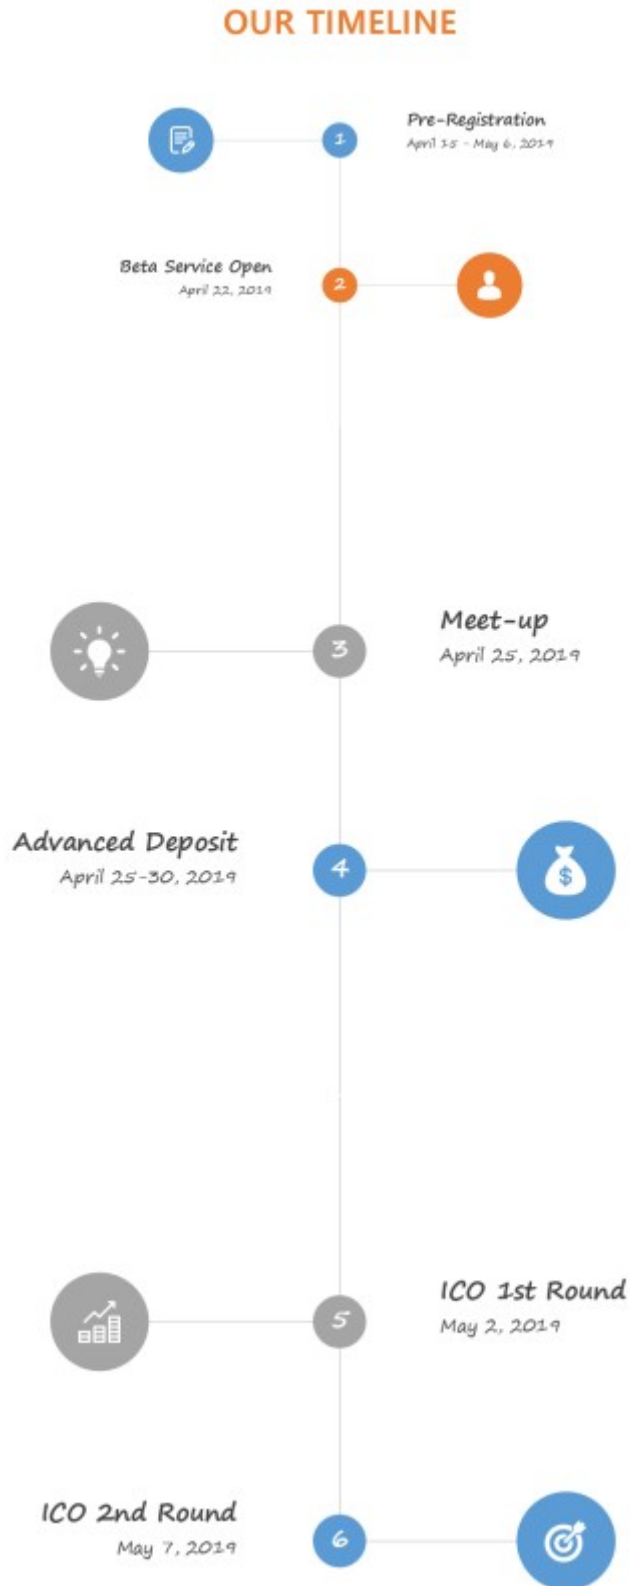 OUR TIMELINE
1
Pre-Registration
April 15 - May 6, 2019
Beta Service Open
April 22, 2019
2
3
Meet-up
April 25, 2019
Advanced Deposit
April 25-30, 2019
4
$
5
ICO 1st Round
May 2, 2019
ICO 2nd Round
May 7, 2019
6